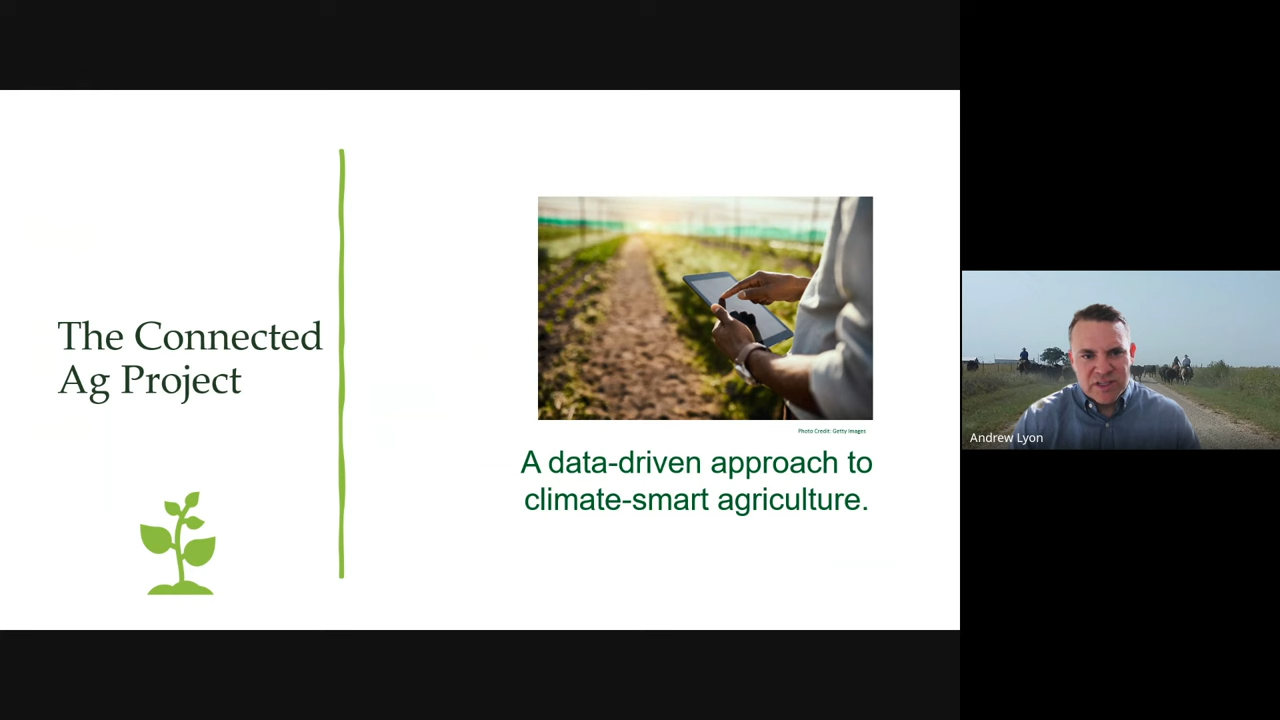 The Connected
Ag Project
Photo Credit: Getty Images
A data-driven approach to
climate-smart agriculture.
Andrew Lyon